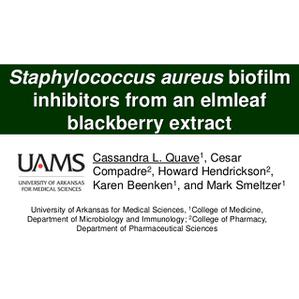 Staphylococcus aureus biofilm
inhibitors from an elmleaf
blackberry extract
UAMS
UNIVERSITY OF ARKANSAS
FOR MEDICAL SCIENCES
Cassandra L. Quave¹, Cesar
Compadre², Howard Hendrickson²,
Karen Beenken¹, and Mark Smeltzer¹
University of Arkansas for Medical Sciences, ¹College of Medicine,
Department of Microbiology and Immunology; ²College of Pharmacy,
Department of Pharmaceutical Sciences